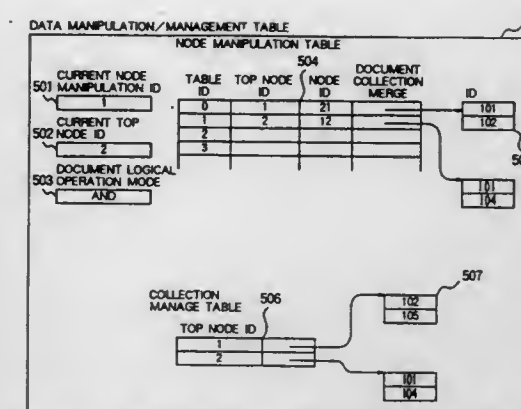 DATA MANIPULATION/MANAGEMENT TABLE
NODE MANIPULATION TABLE
504
501 CURRENT NODE MANIPULATION ID
1
502 CURRENT TOP NODE ID
2
503 DOCUMENT LOGICAL OPERATION MODE
AND
TABLE ID TOP NODE ID NODE ID DOCUMENT COLLECTION MERGE
0 1 21
1 2 12
2
3
ID
101
102
101
104
COLLECTION MANAGE TABLE 506
TOP NODE ID
1
2
507
102
105
101
104